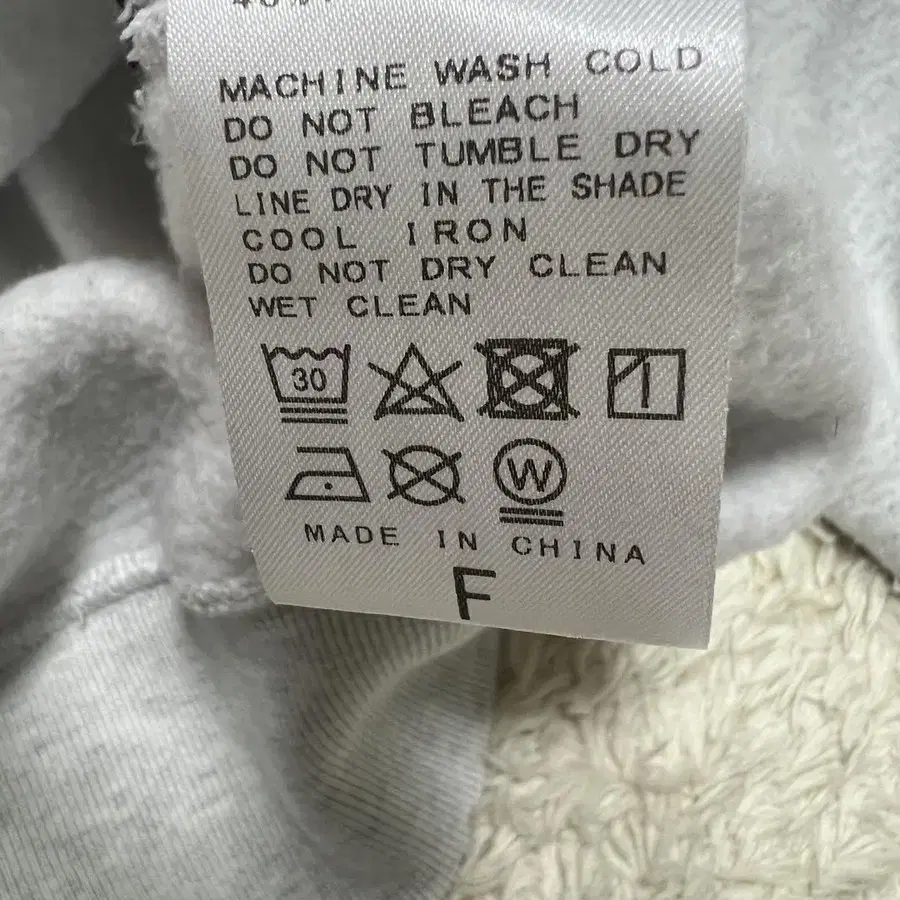 MACHINE WASH COLD
DO NOT BLEACH
DO NOT TUMBLE DRY
LINE DRY IN THE SHADE
COOL IRON
DO NOT DRY CLEAN
WET CLEAN
30
W
MADE IN CHINA
F